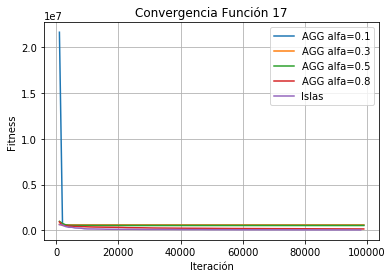 Convergencia Función 17
1e7
2.0
1.5
1.0
0.5
0.0
Fitness
AGG alfa=0.1
AGG alfa=0.3
AGG alfa=0.5
AGG alfa=0.8
Islas
0 20000 40000 60000 80000 100000
Iteración